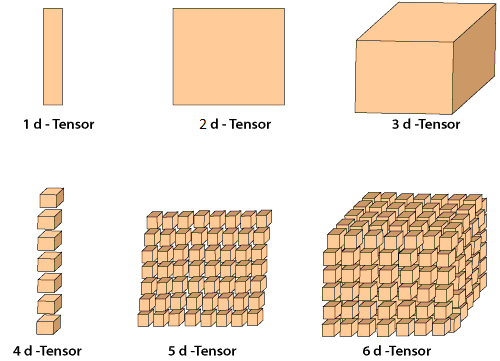 1 d - Tensor
2 d - Tensor
3 d -Tensor
4 d -Tensor
5 d -Tensor
6 d -Tensor